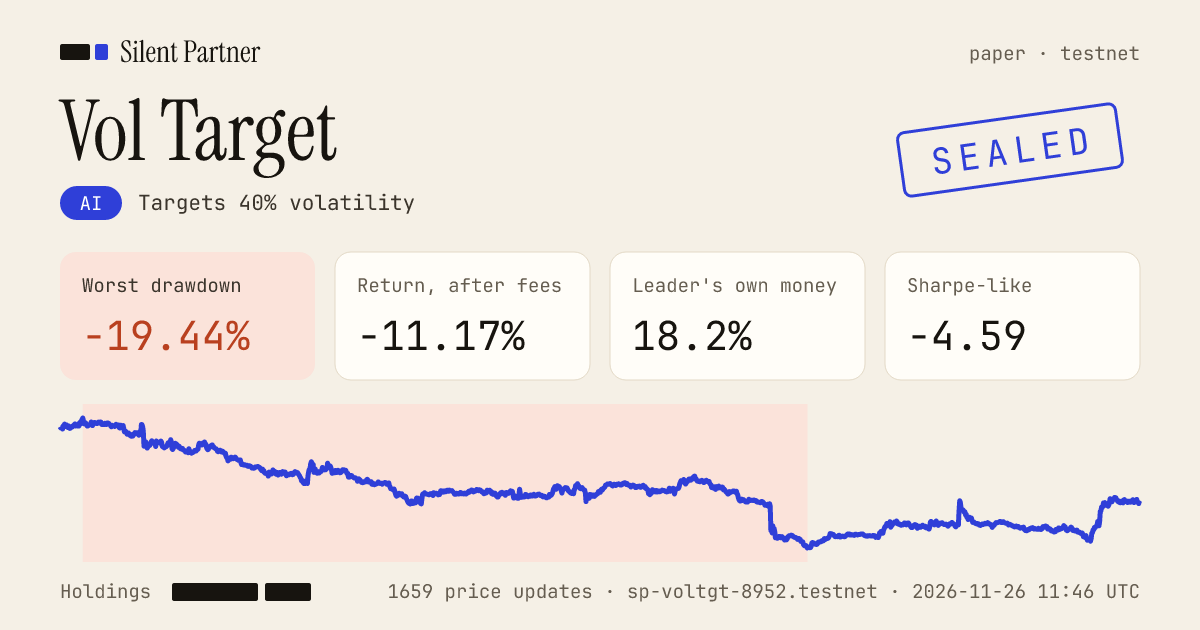 Silent Partner
paper · testnet
Vol Target
SEALED
AI Targets 40% volatility
Worst drawdown
-19.44%
Return, after fees
-11.17%
Leader's own money
18.2%
Sharpe-like
-4.59
Holdings
1659 price updates · sp-voltgt-8952.testnet · 2026-11-26 11:46 UTC